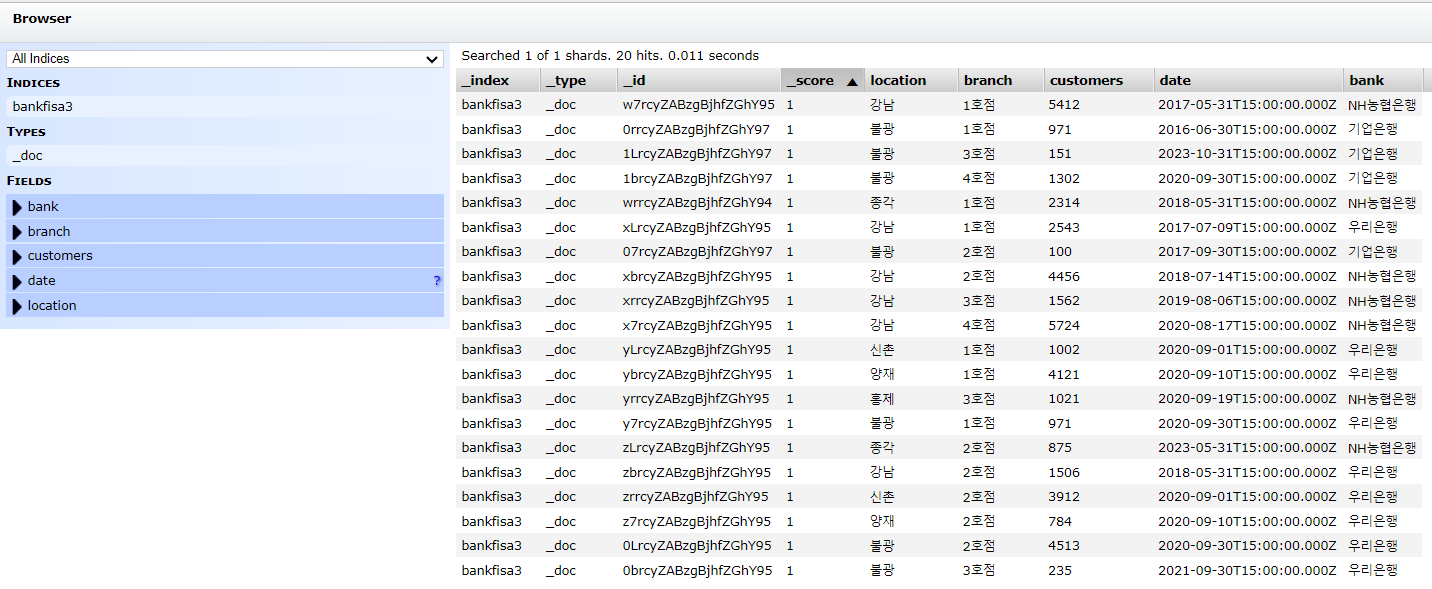 Browser
All Indices
INDICES
bankfisa3
TYPES
_doc
FIELDS
bank
branch
customers
date ?
location
Searched 1 of 1 shards. 20 hits. 0.011 seconds
_index _type _id _score ▲ location branch customers date bank
bankfisa3 _doc w7rcyZABzgBjhfZGhY95 1 강남 1호점 5412 2017-05-31T15:00:00.000Z NH농협은행
bankfisa3 _doc 0rrcyZABzgBjhfZGhY97 1 불광 1호점 971 2016-06-30T15:00:00.000Z 기업은행
bankfisa3 _doc 1LrcyZABzgBjhfZGhY97 1 불광 3호점 151 2023-10-31T15:00:00.000Z 기업은행
bankfisa3 _doc 1brcyZABzgBjhfZGhY97 1 불광 4호점 1302 2020-09-30T15:00:00.000Z 기업은행
bankfisa3 _doc wrrcyZABzgBjhfZGhY94 1 종각 1호점 2314 2018-05-31T15:00:00.000Z NH농협은행
bankfisa3 _doc xLrcyZABzgBjhfZGhY95 1 강남 1호점 2543 2017-07-09T15:00:00.000Z 우리은행
bankfisa3 _doc 07rcyZABzgBjhfZGhY97 1 불광 2호점 100 2017-09-30T15:00:00.000Z 기업은행
bankfisa3 _doc xbrcyZABzgBjhfZGhY95 1 강남 2호점 4456 2018-07-14T15:00:00.000Z NH농협은행
bankfisa3 _doc xrrcyZABzgBjhfZGhY95 1 강남 3호점 1562 2019-08-06T15:00:00.000Z NH농협은행
bankfisa3 _doc x7rcyZABzgBjhfZGhY95 1 강남 4호점 5724 2020-08-17T15:00:00.000Z NH농협은행
bankfisa3 _doc yLrcyZABzgBjhfZGhY95 1 신촌 1호점 1002 2020-09-01T15:00:00.000Z 우리은행
bankfisa3 _doc ybrcyZABzgBjhfZGhY95 1 양재 1호점 4121 2020-09-10T15:00:00.000Z 우리은행
bankfisa3 _doc yrrcyZABzgBjhfZGhY95 1 홍제 3호점 1021 2020-09-19T15:00:00.000Z NH농협은행
bankfisa3 _doc y7rcyZABzgBjhfZGhY95 1 불광 1호점 971 2020-09-30T15:00:00.000Z 우리은행
bankfisa3 _doc zLrcyZABzgBjhfZGhY95 1 종각 2호점 875 2023-05-31T15:00:00.000Z NH농협은행
bankfisa3 _doc zbrcyZABzgBjhfZGhY95 1 강남 2호점 1506 2018-05-31T15:00:00.000Z 우리은행
bankfisa3 _doc zrrcyZABzgBjhfZGhY95 1 신촌 2호점 3912 2020-09-01T15:00:00.000Z 우리은행
bankfisa3 _doc z7rcyZABzgBjhfZGhY95 1 양재 2호점 784 2020-09-10T15:00:00.000Z 우리은행
bankfisa3 _doc 0LrcyZABzgBjhfZGhY95 1 불광 2호점 4513 2020-09-30T15:00:00.000Z 우리은행
bankfisa3 _doc 0brcyZABzgBjhfZGhY95 1 불광 3호점 235 2021-09-30T15:00:00.000Z 우리은행